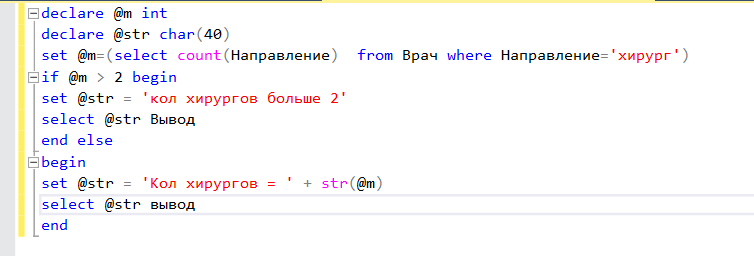 declare @m int
declare @str char(40)
set @m=(select count(Направление)  from Врач where Направление='хирург')
if @m > 2 begin
set @str = 'кол хирургов больше 2'
select @str Вывод
end else
begin
set @str = 'Кол хирургов = ' + str(@m)
select @str вывод
end